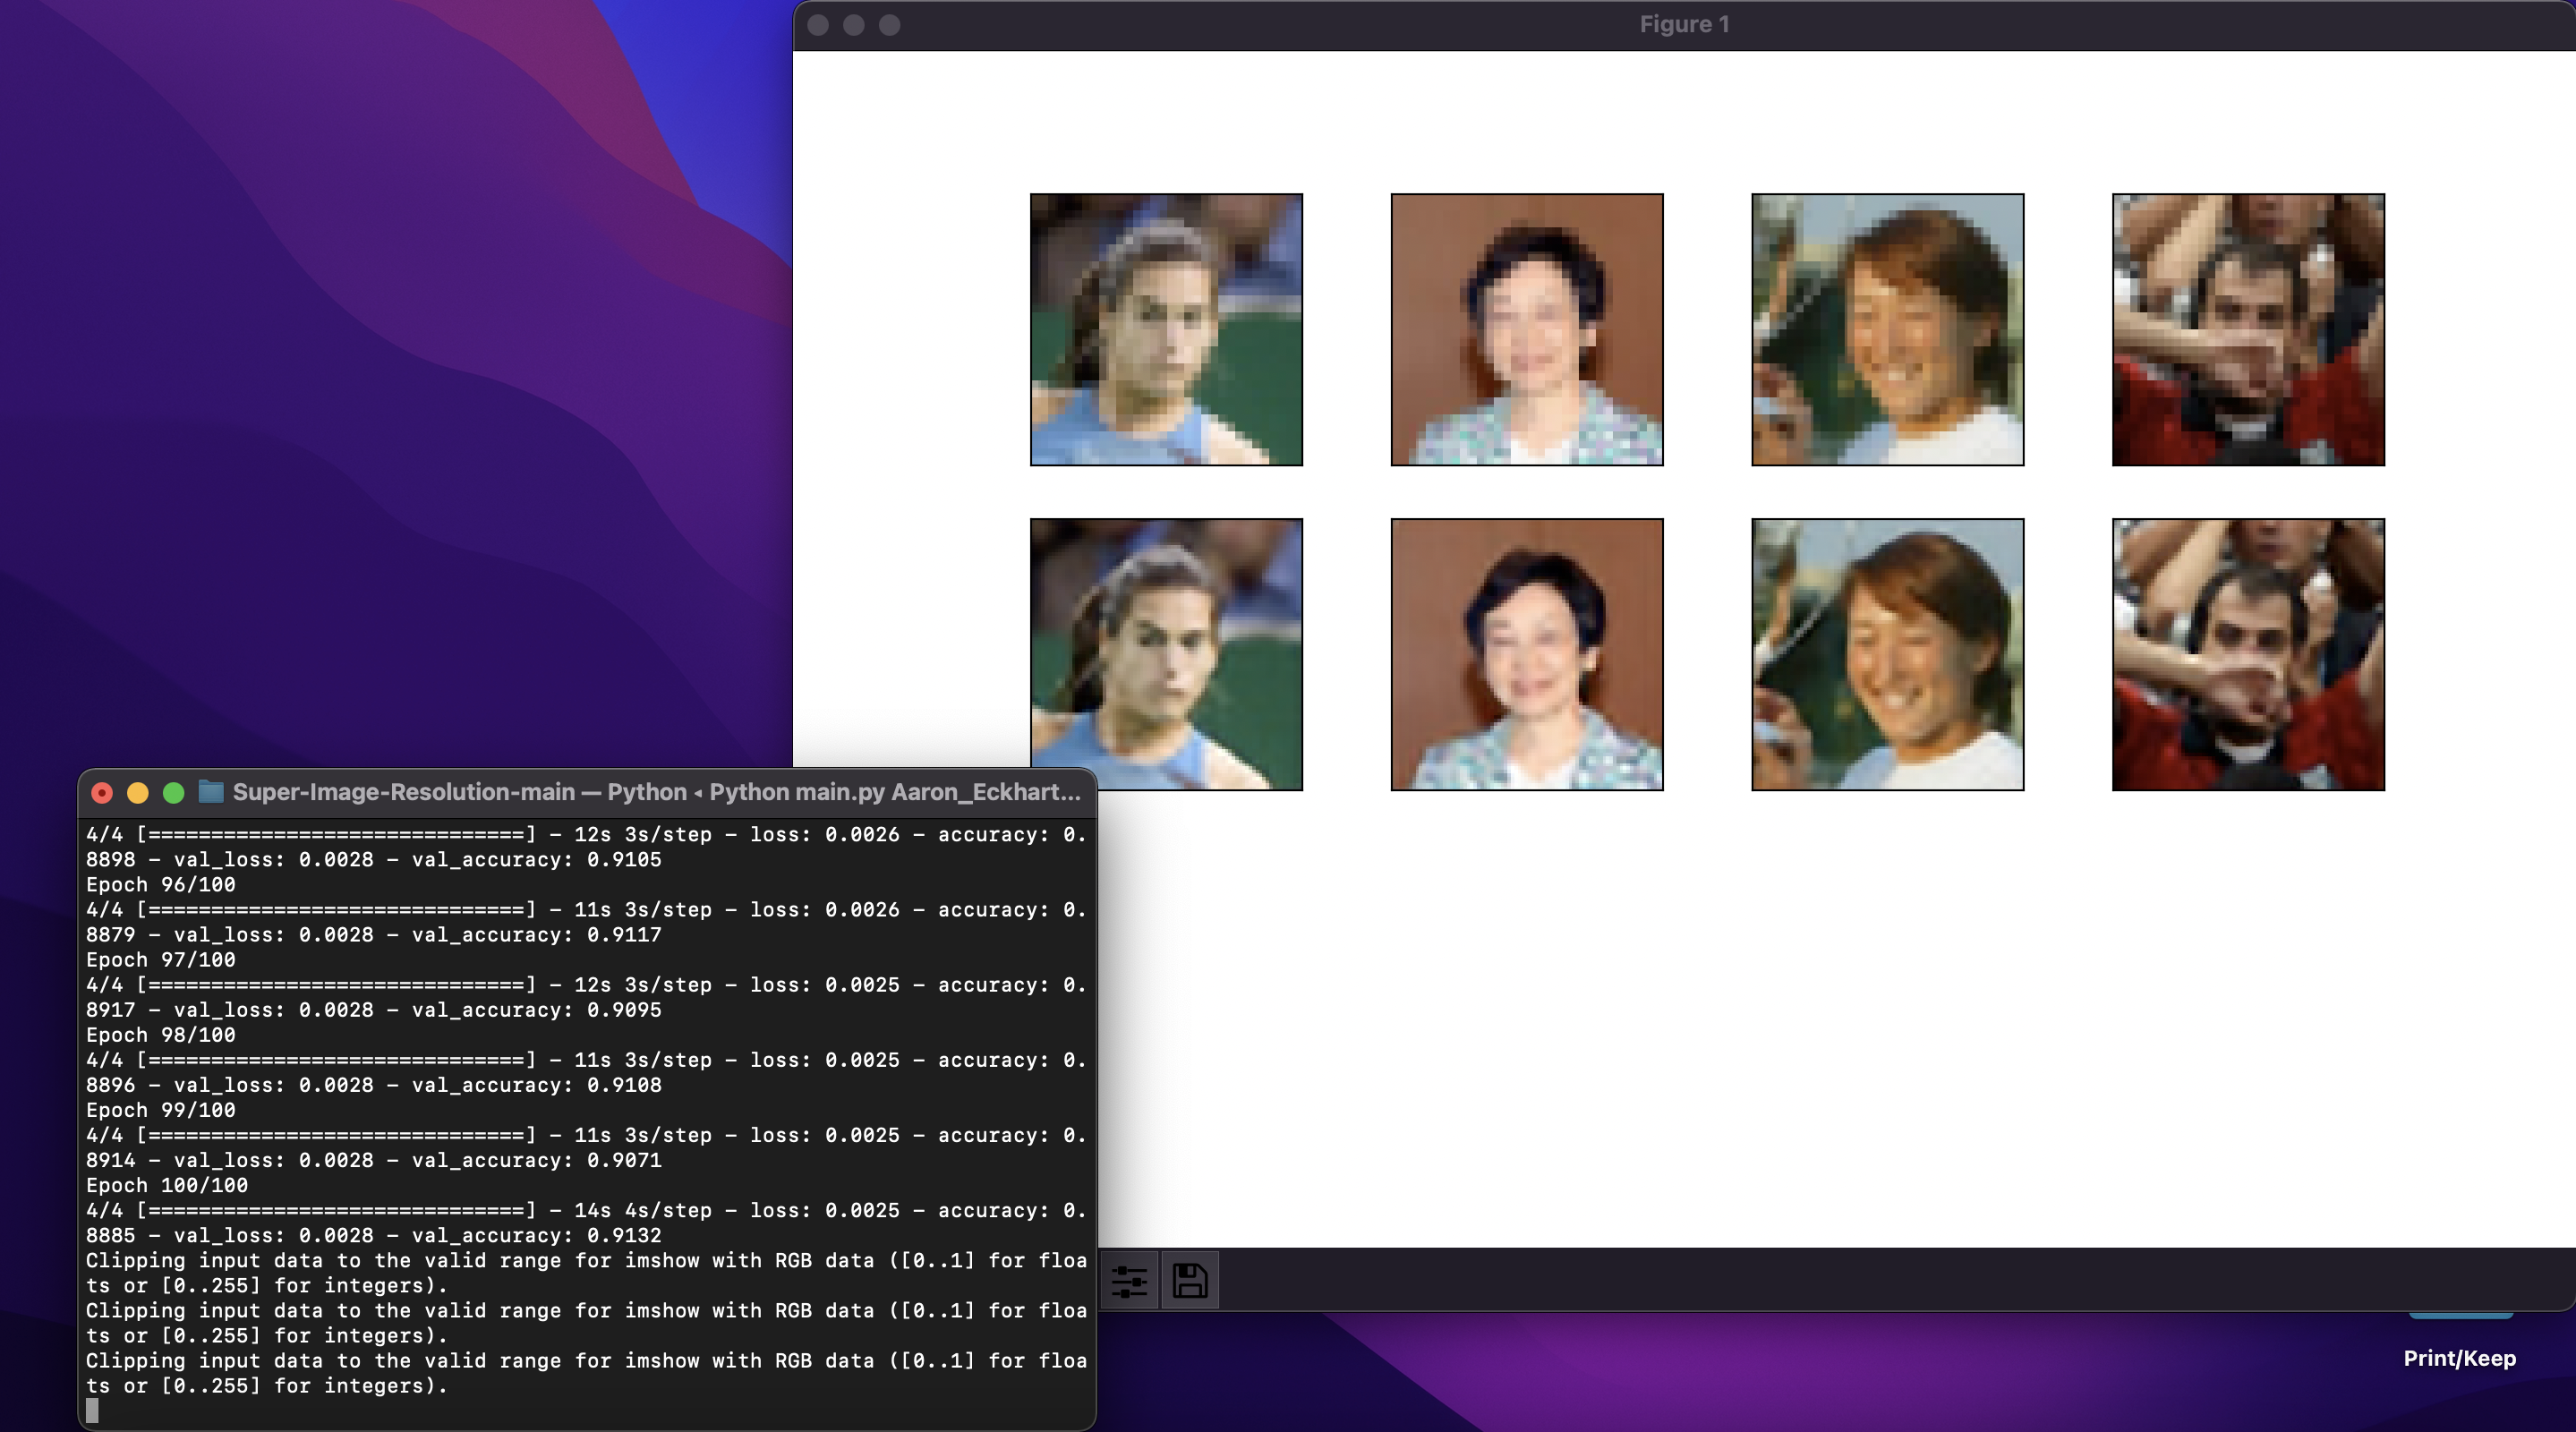 Figure 1
Super-Image-Resolution-main — Python ◂ Python main.py Aaron_Eckhart...
4/4 [==============================] - 12s 3s/step - loss: 0.0026 - accuracy: 0.
8898 - val_loss: 0.0028 - val_accuracy: 0.9105
Epoch 96/100
4/4 [==============================] - 11s 3s/step - loss: 0.0026 - accuracy: 0.
8879 - val_loss: 0.0028 - val_accuracy: 0.9117
Epoch 97/100
4/4 [==============================] - 12s 3s/step - loss: 0.0025 - accuracy: 0.
8917 - val_loss: 0.0028 - val_accuracy: 0.9095
Epoch 98/100
4/4 [==============================] - 11s 3s/step - loss: 0.0025 - accuracy: 0.
8896 - val_loss: 0.0028 - val_accuracy: 0.9108
Epoch 99/100
4/4 [==============================] - 11s 3s/step - loss: 0.0025 - accuracy: 0.
8914 - val_loss: 0.0028 - val_accuracy: 0.9071
Epoch 100/100
4/4 [==============================] - 14s 4s/step - loss: 0.0025 - accuracy: 0.
8885 - val_loss: 0.0028 - val_accuracy: 0.9132
Clipping input data to the valid range for imshow with RGB data ([0..1] for floa
ts or [0..255] for integers).
Clipping input data to the valid range for imshow with RGB data ([0..1] for floa
ts or [0..255] for integers).
Clipping input data to the valid range for imshow with RGB data ([0..1] for floa
ts or [0..255] for integers).
Print/Keep